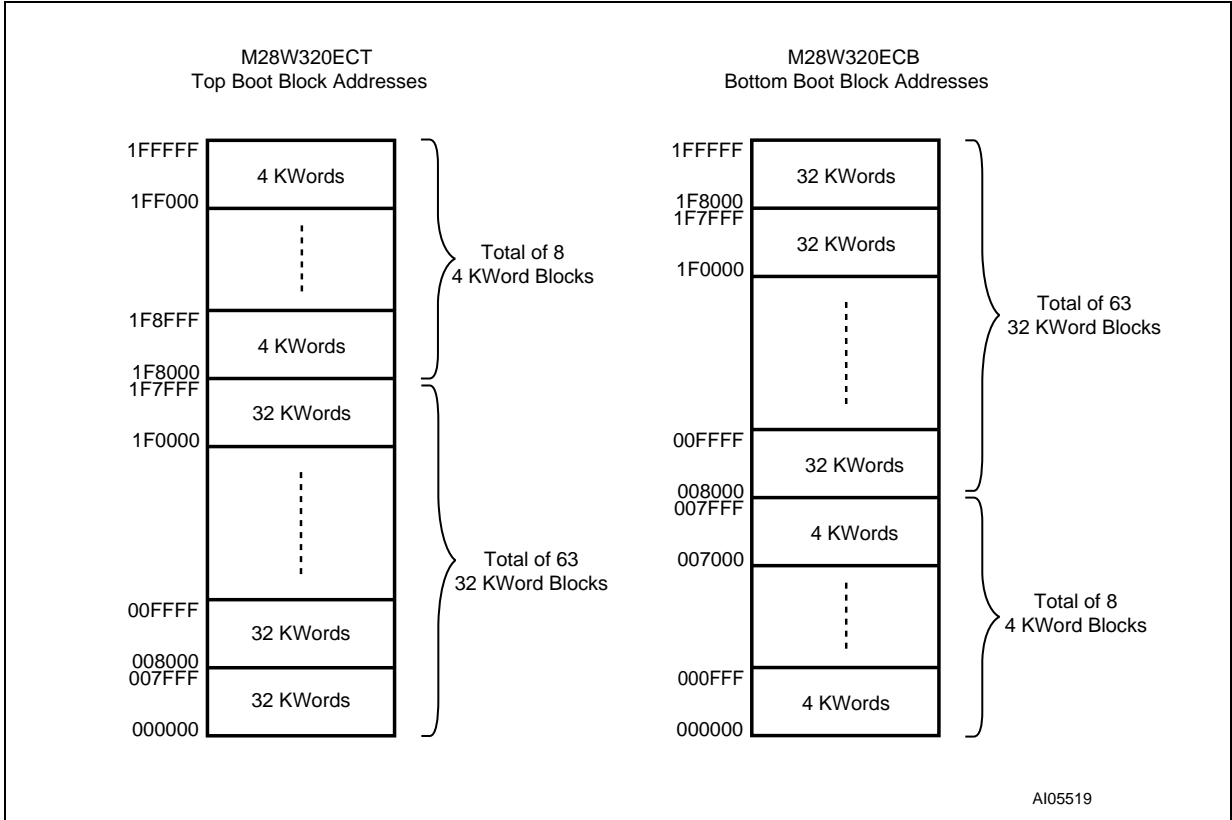 M28W320ECT
Top Boot Block Addresses
1FFFFF
4 KWords
1FF000
Total of 8
4 KWord Blocks
1F8FFF
4 KWords
1F8000
1F7FFF
32 KWords
1F0000
Total of 63
32 KWord Blocks
00FFFF
32 KWords
008000
007FFF
32 KWords
000000
M28W320ECB
Bottom Boot Block Addresses
1FFFFF
32 KWords
1F8000
1F7FFF
32 KWords
1F0000
Total of 63
32 KWord Blocks
00FFFF
32 KWords
008000
007FFF
4 KWords
007000
Total of 8
4 KWord Blocks
000FFF
4 KWords
000000
AI05519